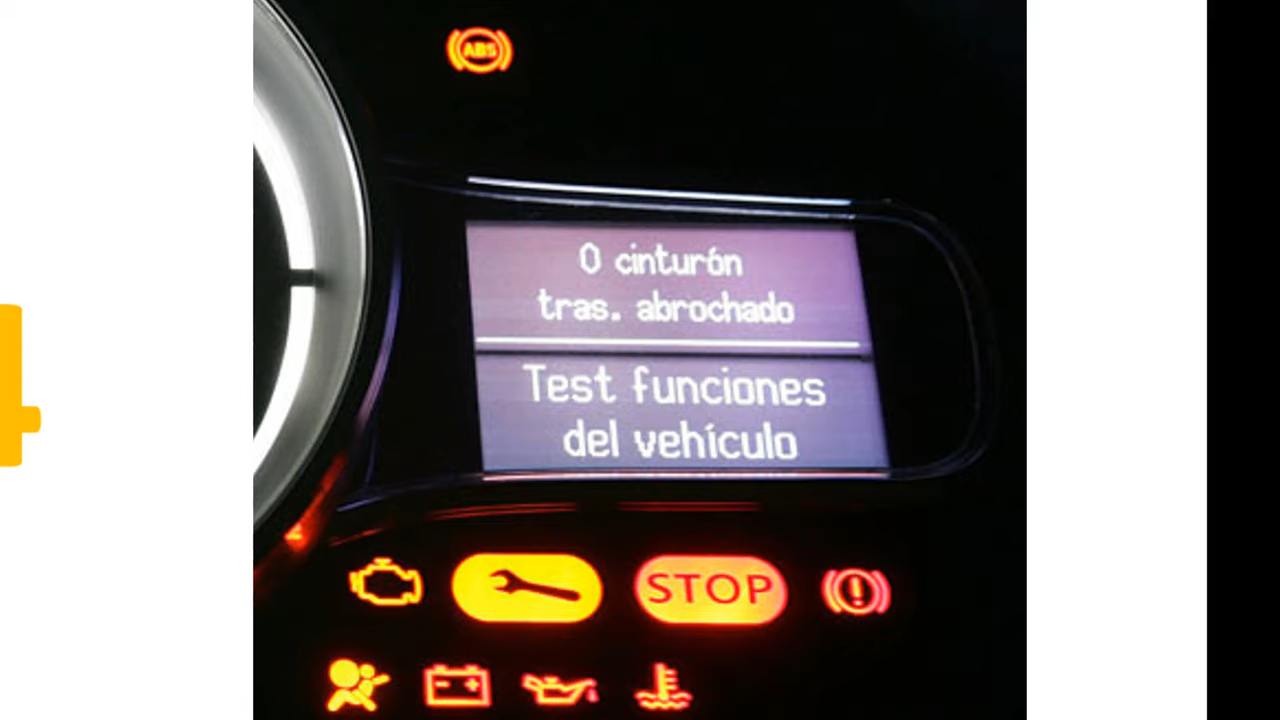 ABS
0 cinturón
tras. abrochado
Test funciones
del vehículo
STOP